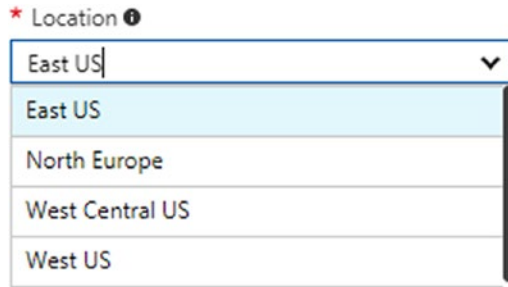 * Location
East US
East US
North Europe
West Central US
West US